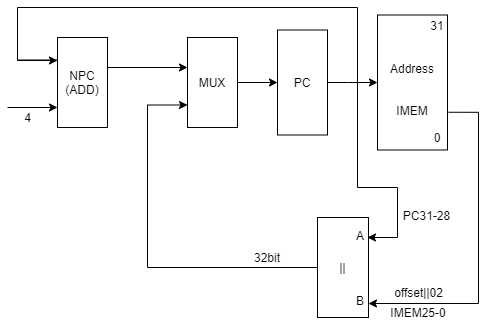 31
NPC
(ADD)
MUX
PC
Address
IMEM
4
0
PC31-28
A
||
B
32bit
offset||02
IMEM25-0